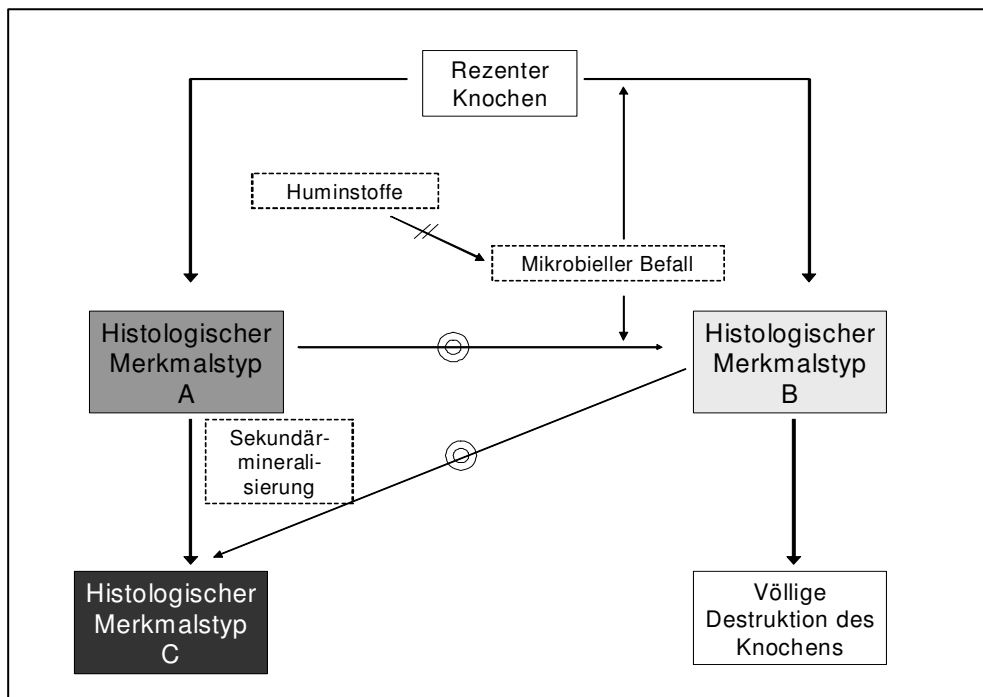 Rezenter
Knochen
Huminstoffe
Mikrobieller Befall
Histologischer
Merkmalstyp
A
Histologischer
Merkmalstyp
B
Sekundär-
minerali-
sierung
Histologischer
Merkmalstyp
C
Völlige
Destruktion des
Knochens